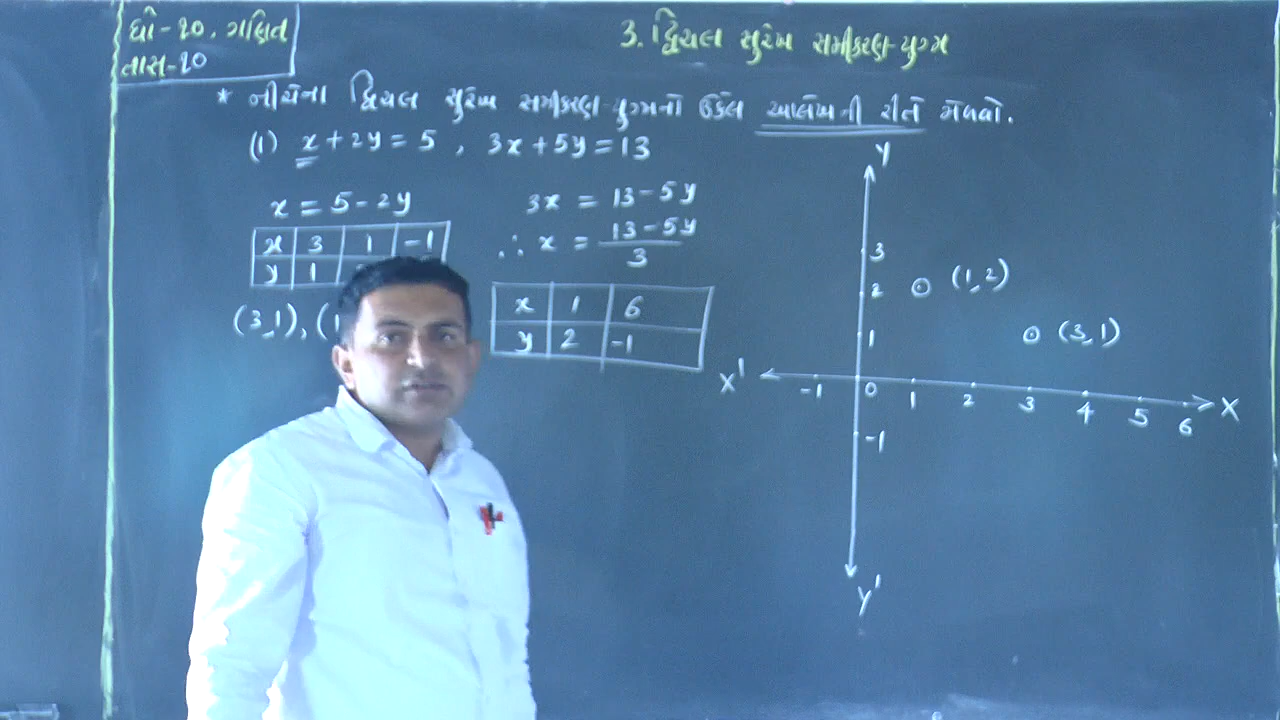 ધો-૧૦. ગણિત
તાસ-૧૦
3. દ્વિચલ સુરેખ સમીકરણ-યુગ્મ
* નીચેના દ્વિચલ સુરેખ સમીકરણ-યુગ્મનો ઉકેલ આલેખની રીતે મેળવો.
(1) x + 2y = 5 , 3x + 5y = 13
x = 5 - 2y
x 3 1 -1
y 1
(3,1), (1
3x = 13 - 5y
∴ x = 13 - 5y / 3
x 1 6
y 2 -1
Y
3
2 (1, 2)
1 (3, 1)
X' -1 0 1 2 3 4 5 6 X
-1
Y'